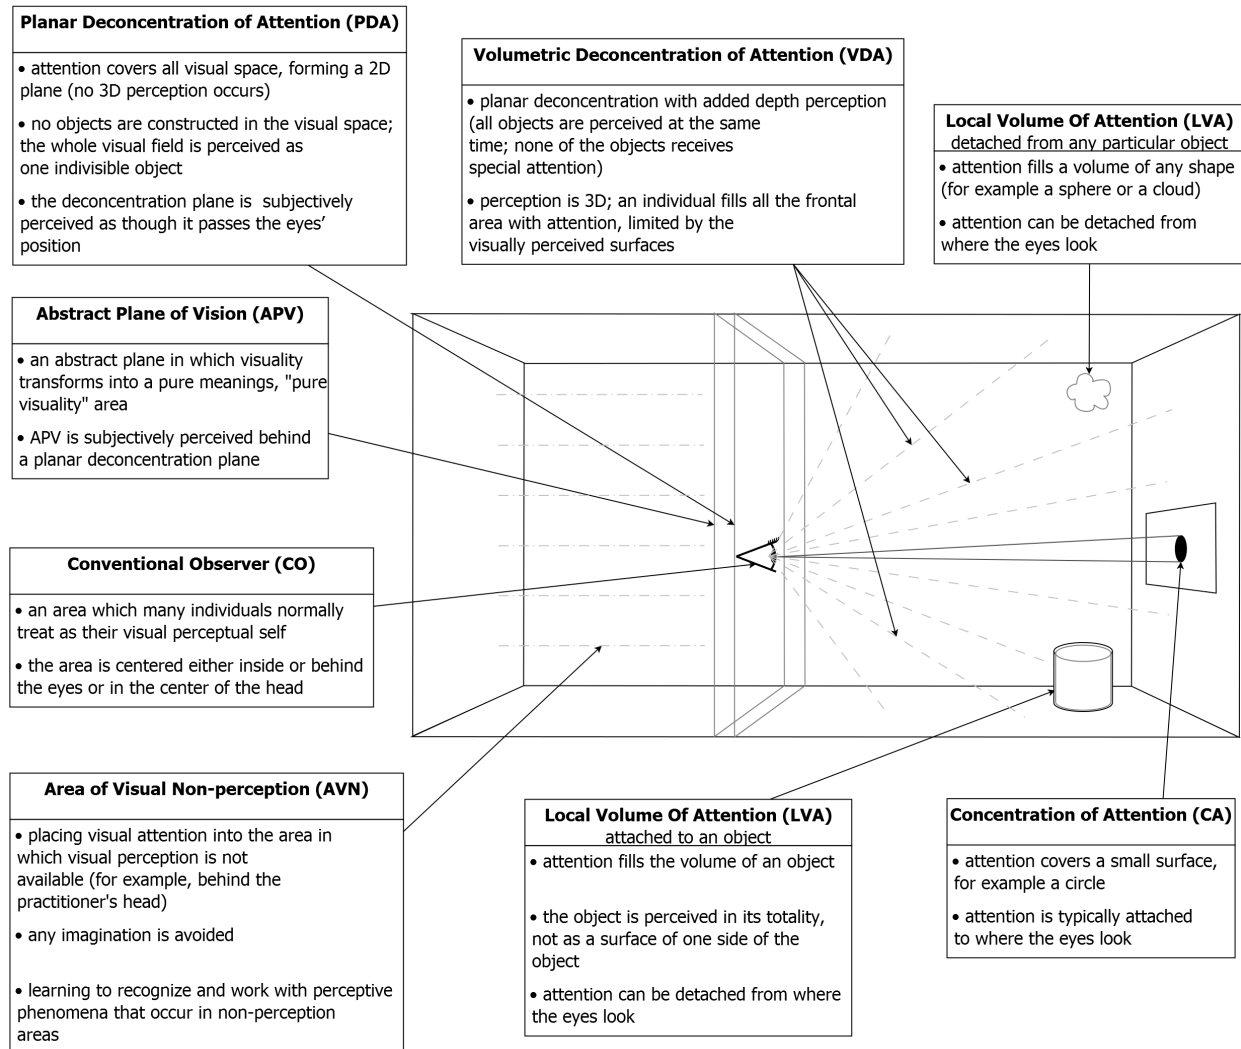 Planar Deconcentration of Attention (PDA)
• attention covers all visual space, forming a 2D
plane (no 3D perception occurs)
• no objects are constructed in the visual space;
the whole visual field is perceived as
one indivisible object
• the deconcentration plane is  subjectively
perceived as though it passes the eyes’
position
Volumetric Deconcentration of Attention (VDA)
• planar deconcentration with added depth perception
(all objects are perceived at the same
time; none of the objects receives
special attention)
• perception is 3D; an individual fills all the frontal
area with attention, limited by the
visually perceived surfaces
Local Volume Of Attention (LVA)
detached from any particular object
• attention fills a volume of any shape
(for example a sphere or a cloud)
• attention can be detached from
where the eyes look
Abstract Plane of Vision (APV)
• an abstract plane in which visuality
transforms into a pure meanings, "pure
visuality" area
• APV is subjectively perceived behind
a planar deconcentration plane
Conventional Observer (CO)
• an area which many individuals normally
treat as their visual perceptual self
• the area is centered either inside or behind
the eyes or in the center of the head
Area of Visual Non-perception (AVN)
• placing visual attention into the area in
which visual perception is not
available (for example, behind the
practitioner's head)
• any imagination is avoided
• learning to recognize and work with perceptive
phenomena that occur in non-perception
areas
Local Volume Of Attention (LVA)
attached to an object
• attention fills the volume of an object
• the object is perceived in its totality,
not as a surface of one side of the
object
• attention can be detached from where
the eyes look
Concentration of Attention (CA)
• attention covers a small surface,
for example a circle
• attention is typically attached
to where the eyes look